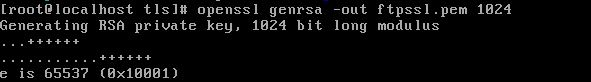 [root@localhost tls]# openssl genrsa -out ftpssl.pem 1024
Generating RSA private key, 1024 bit long modulus
...++++++
...........++++++
e is 65537 (0x10001)